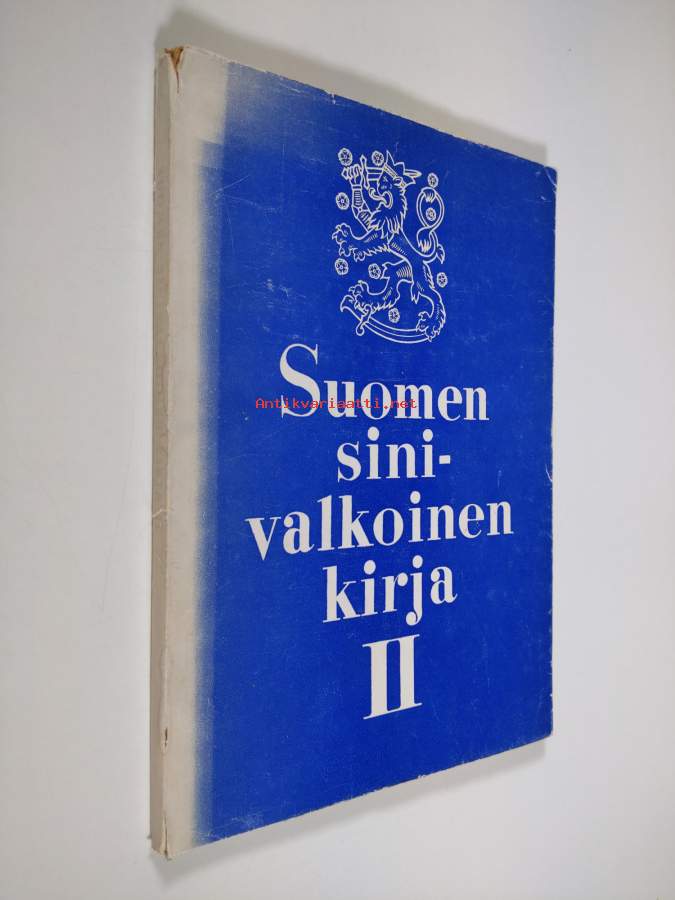 Suomen
Antikvariaatti.net
sini-
valkoinen
kirja
II